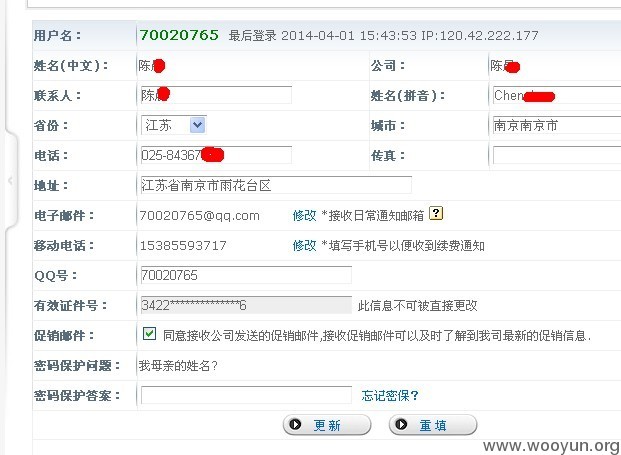 用户名： 70020765 最后登录 2014-04-01 15:43:53 IP:120.42.222.177
姓名(中文)： 陈 公司： 陈
联系人： 陈 姓名(拼音)： Chen
省份： 江苏 城市： 南京南京市
电话： 025-84367 传真：
地址： 江苏省南京市雨花台区
电子邮件： 70020765@qq.com 修改 *接收日常通知邮箱 ?
移动电话： 15385593717 修改 *填写手机号以便收到续费通知
QQ号： 70020765
有效证件号： 3422**************6 此信息不可被直接更改
促销邮件： 同意接收公司发送的促销邮件,接收促销邮件可以及时了解到我司最新的促销信息.
密码保护问题： 我母亲的姓名?
密码保护答案： 忘记密保?
更新 重填
www.wooyun.org